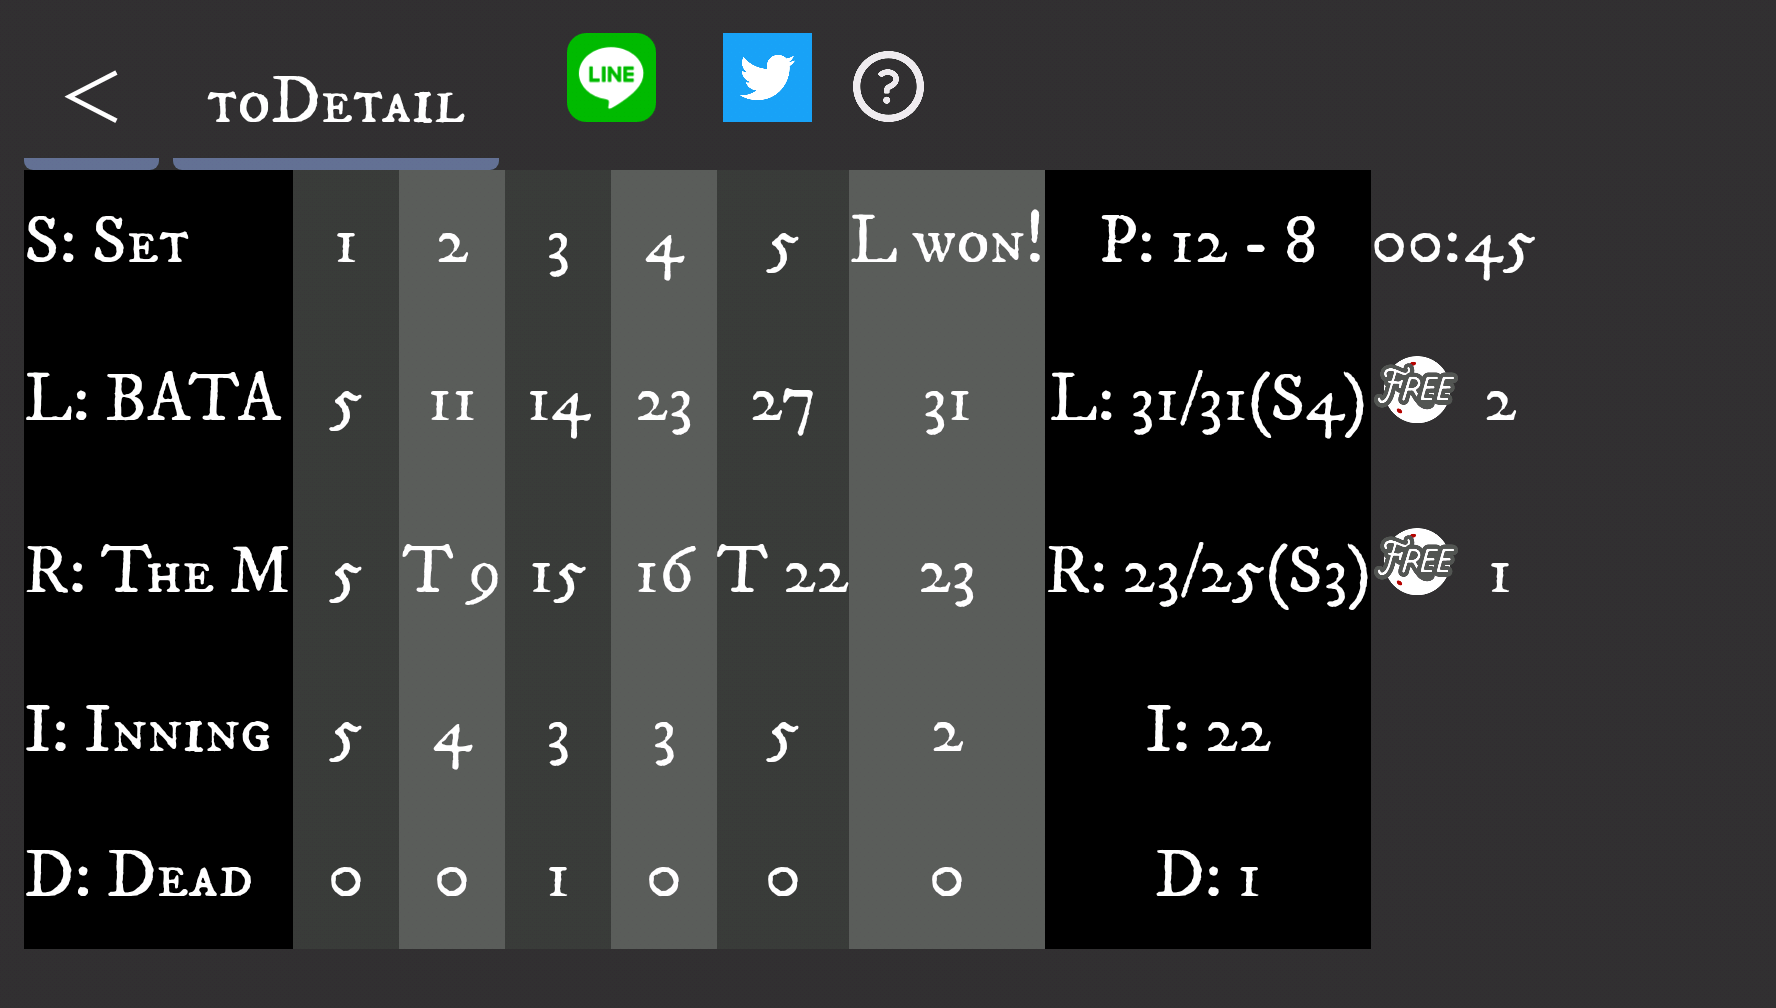 < toDetail LINE ?
S: Set 1 2 3 4 5 L won! P: 12 - 8 00:45
L: BATA 5 11 14 23 27 31 L: 31/31(S4) FREE 2
R: The M 5 T 9 15 16 T 22 23 R: 23/25(S3) FREE 1
I: Inning 5 4 3 3 5 2 I: 22
D: Dead 0 0 1 0 0 0 D: 1